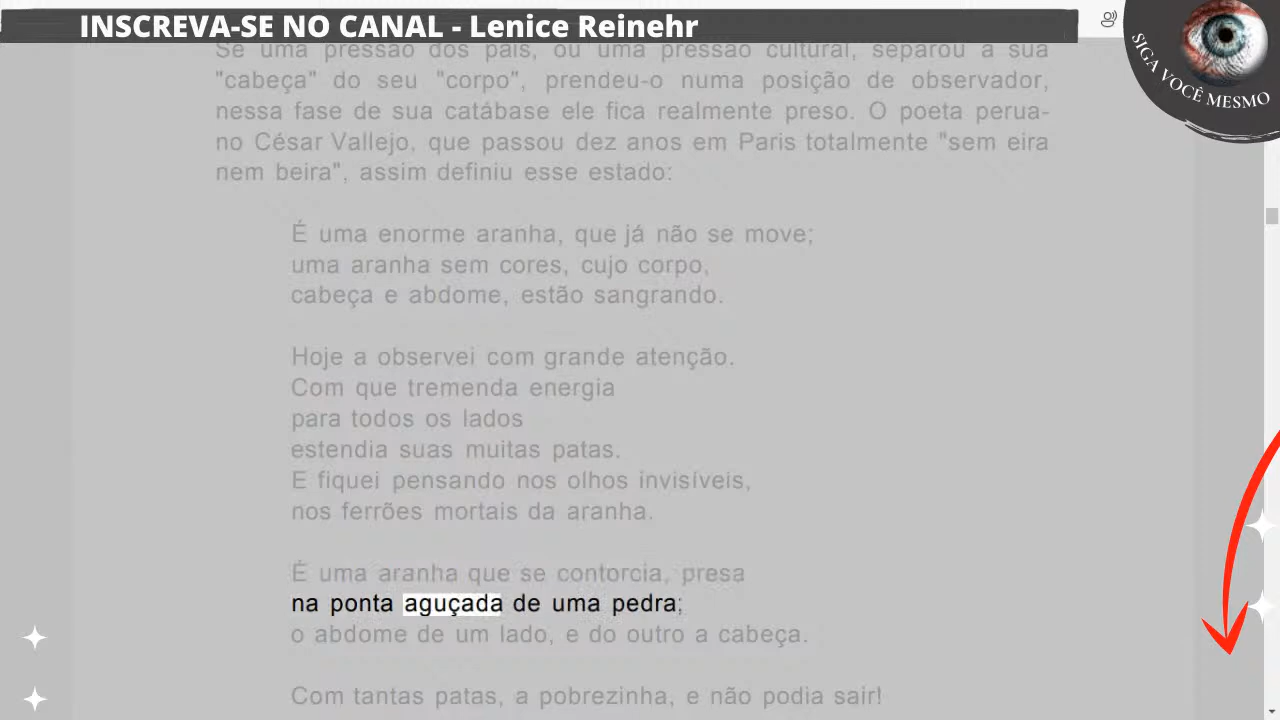 INSCREVA-SE NO CANAL - Lenice Reinehr
SIGA VOCÊ MESMO
Se uma pressão dos pais, ou uma pressão cultural, separou a sua
"cabeça" do seu "corpo", prendeu-o numa posição de observador,
nessa fase de sua catábase ele fica realmente preso. O poeta perua-
no César Vallejo, que passou dez anos em Paris totalmente "sem eira
nem beira", assim definiu esse estado:
É uma enorme aranha, que já não se move;
uma aranha sem cores, cujo corpo,
cabeça e abdome, estão sangrando.
Hoje a observei com grande atenção.
Com que tremenda energia
para todos os lados
estendia suas muitas patas.
E fiquei pensando nos olhos invisíveis,
nos ferrões mortais da aranha.
É uma aranha que se contorcia, presa
na ponta aguçada de uma pedra;
o abdome de um lado, e do outro a cabeça.
Com tantas patas, a pobrezinha, e não podia sair!